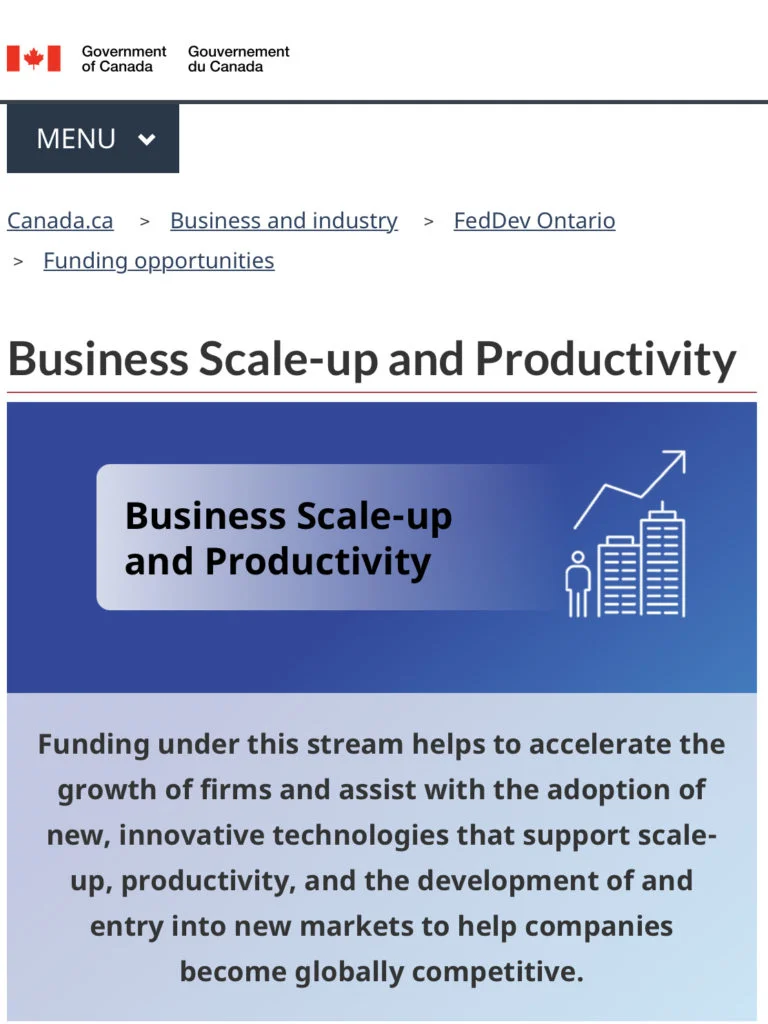 Government Gouvernement
of Canada du Canada
MENU
Canada.ca > Business and industry > FedDev Ontario
> Funding opportunities
Business Scale-up and Productivity
Business Scale-up
and Productivity
Funding under this stream helps to accelerate the
growth of firms and assist with the adoption of
new, innovative technologies that support scale-
up, productivity, and the development of and
entry into new markets to help companies
become globally competitive.